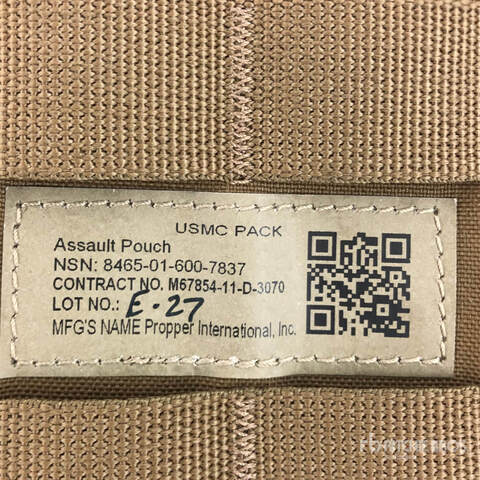 USMC PACK
Assault Pouch
NSN: 8465-01-600-7837
CONTRACT NO. M67854-11-D-3070
LOT NO.: E-27
MFG'S NAME Propper International, Inc.